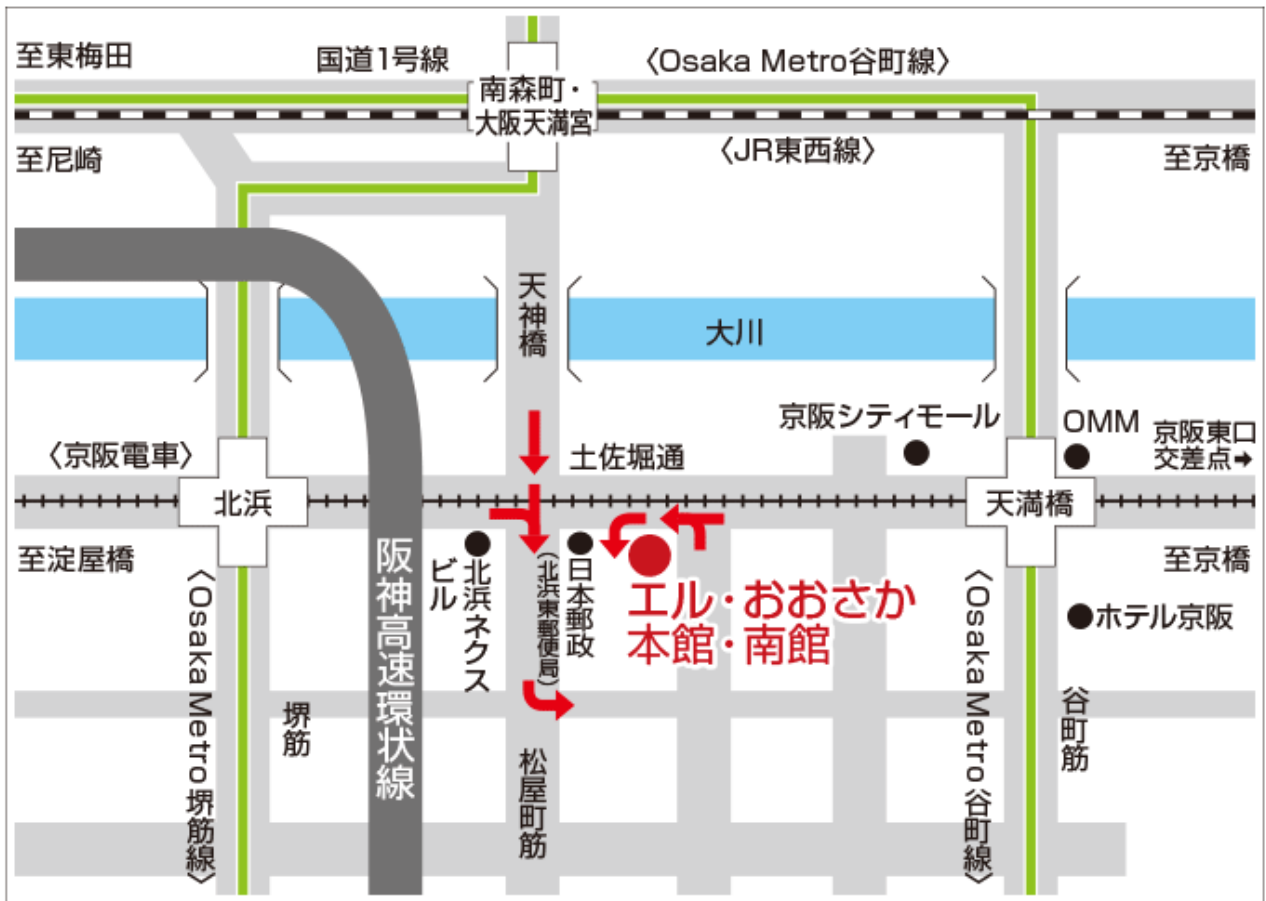 至東梅田
国道1号線
〈Osaka Metro谷町線〉
南森町・
大阪天満宮
〈JR東西線〉
至尼崎
至京橋
天神橋
大川
京阪シティモール
OMM
京阪東口
交差点➡
〈京阪電車〉
土佐堀通
北浜
天満橋
至淀屋橋
至京橋
阪神高速環状線
北浜ネクス
ビル
日本郵政
(北浜東郵便局)
エル・おおさか
本館・南館
ホテル京阪
〈Osaka Metro堺筋線〉
堺筋
松屋町筋
〈Osaka Metro谷町線〉
谷町筋